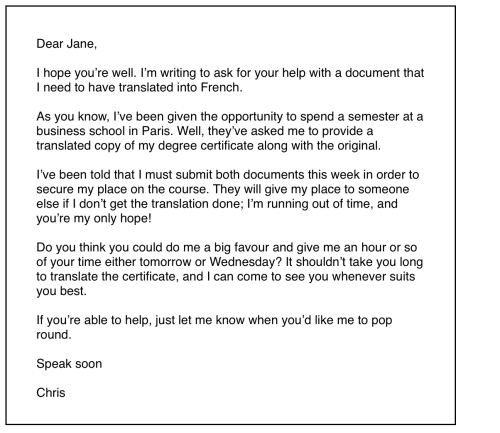 Dear Jane,
I hope you're well. I'm writing to ask for your help with a document that
I need to have translated into French.
As you know, I've been given the opportunity to spend a semester at a
business school in Paris. Well, they've asked me to provide a
translated copy of my degree certificate along with the original.
I've been told that I must submit both documents this week in order to
secure my place on the course. They will give my place to someone
else if I don't get the translation done; I'm running out of time, and
you're my only hope!
Do you think you could do me a big favour and give me an hour or so
of your time either tomorrow or Wednesday? It shouldn't take you long
to translate the certificate, and I can come to see you whenever suits
you best.
If you're able to help, just let me know when you'd like me to pop
round.
Speak soon
Chris